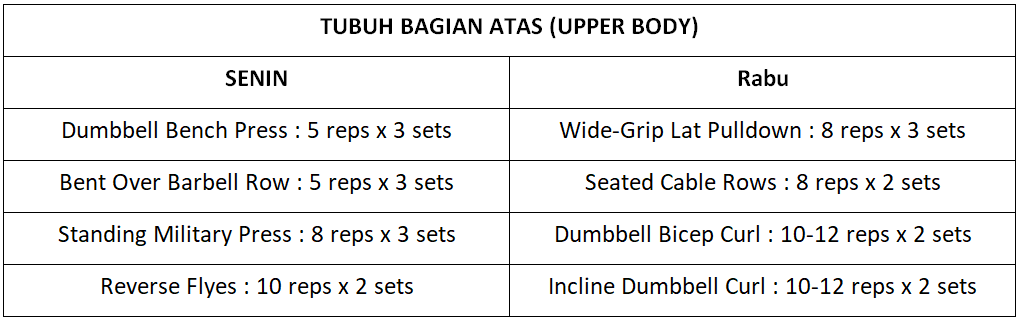 TUBUH BAGIAN ATAS (UPPER BODY)
SENIN Rabu
Dumbbell Bench Press : 5 reps x 3 sets Wide-Grip Lat Pulldown : 8 reps x 3 sets
Bent Over Barbell Row : 5 reps x 3 sets Seated Cable Rows : 8 reps x 2 sets
Standing Military Press : 8 reps x 3 sets Dumbbell Bicep Curl : 10-12 reps x 2 sets
Reverse Flyes : 10 reps x 2 sets Incline Dumbbell Curl : 10-12 reps x 2 sets